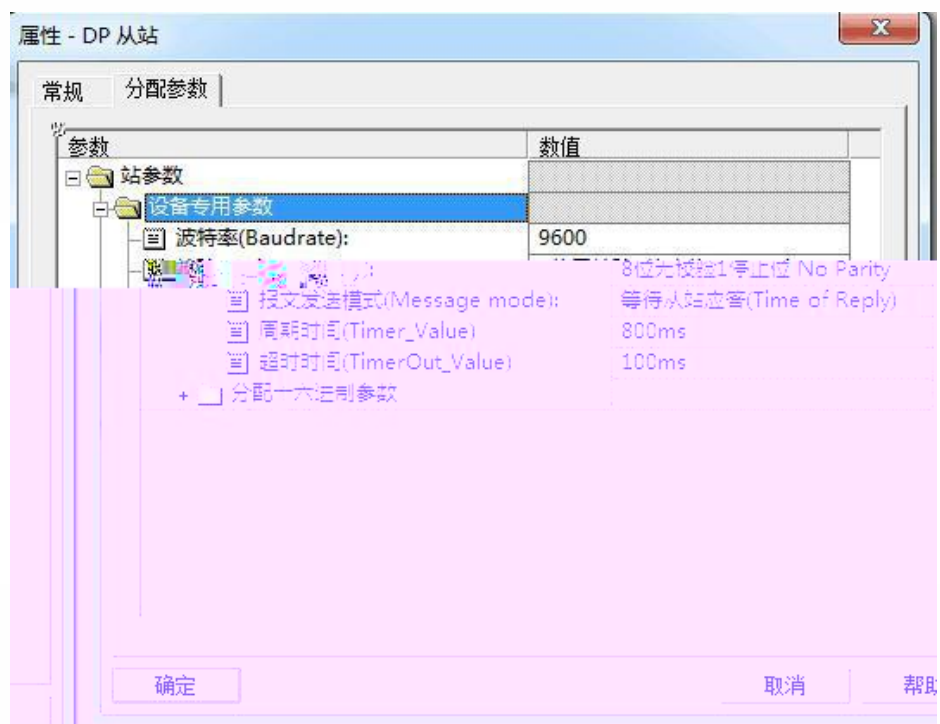 属性 - DP 从站
常规 分配参数
参数 数值
站参数
设备专用参数
波特率(Baudrate): 9600
8位无校验1停止位 No Parity
报文发送模式(Message mode): 等待从站应答(Time of Reply)
周期时间(Timer_Value) 800ms
超时时间(TimerOut_Value) 100ms
分配十六进制参数
确定 取消